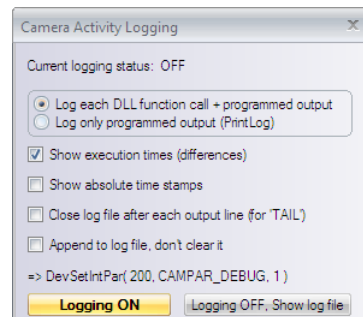 Camera Activity Logging
Current logging status: OFF
Log each DLL function call + programmed output
Log only programmed output (PrintLog)
Show execution times (differences)
Show absolute time stamps
Close log file after each output line (for 'TAIL')
Append to log file, don't clear it
=> DevSetIntPar( 200, CAMPAR_DEBUG, 1 )
Logging ON
Logging OFF, Show log file